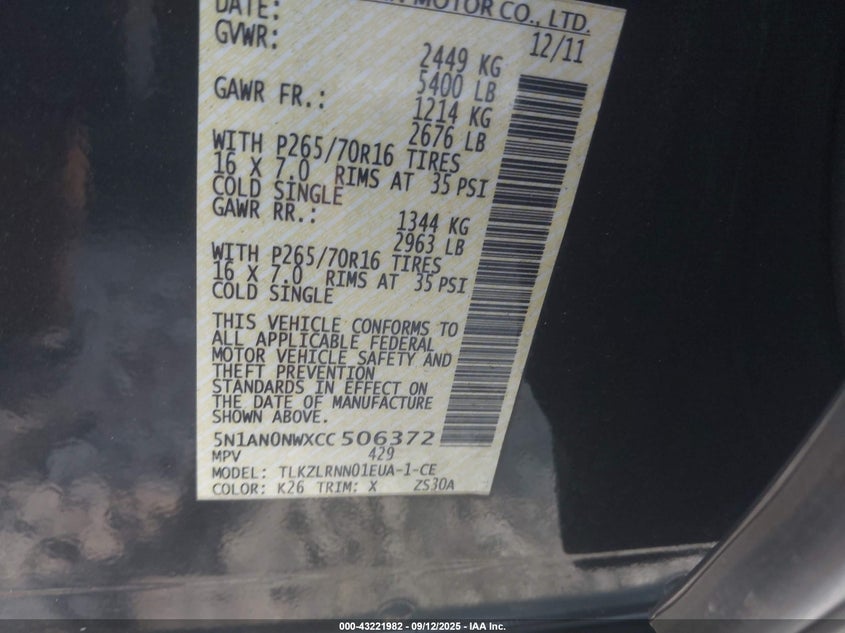 MOTOR CO., LTD.
DATE: 12/11
GVWR: 2449 KG
5400 LB
GAWR FR.: 1214 KG
2676 LB
WITH P265/70R16 TIRES
16 X 7.0 RIMS AT 35 PSI
COLD SINGLE
GAWR RR.: 1344 KG
2963 LB
WITH P265/70R16 TIRES
16 X 7.0 RIMS AT 35 PSI
COLD SINGLE
THIS VEHICLE CONFORMS TO
ALL APPLICABLE FEDERAL
MOTOR VEHICLE SAFETY AND
THEFT PREVENTION
STANDARDS IN EFFECT ON
THE DATE OF MANUFACTURE
SHOWN ABOVE.
5N1AN0NWXCC506372
MPV 429
MODEL: TLKZLRNN01EUA-1-CE
COLOR: K26 TRIM: X ZS30A
000-43221982 - 09/12/2025 - IAA Inc.